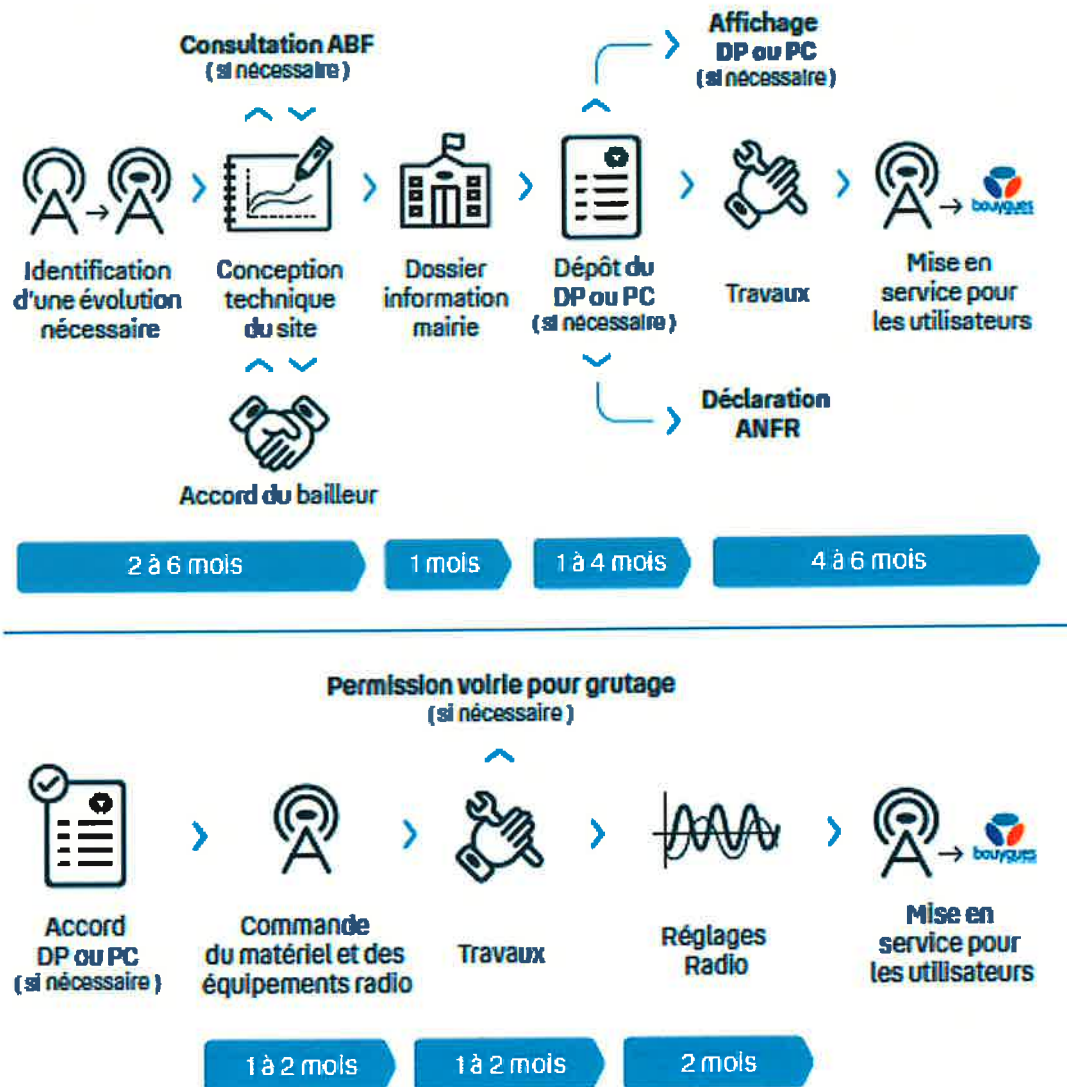 Consultation ABF
(si nécessaire)
Affichage
DP ou PC
(si nécessaire)
bouygues
Identification
d'une évolution
nécessaire
Conception
technique
du site
Dossier
information
mairie
Dépôt du
DP ou PC
(si nécessaire)
Travaux
Mise en
service pour
les utilisateurs
Accord du bailleur
Déclaration
ANFR
2 à 6 mois
1 mois
1 à 4 mois
4 à 6 mois
Permission voirie pour grutage
(si nécessaire)
bouygues
Accord
DP ou PC
(si nécessaire)
Commande
du matériel et des
équipements radio
Travaux
Réglages
Radio
Mise en
service pour
les utilisateurs
1 à 2 mois
1 à 2 mois
2 mois